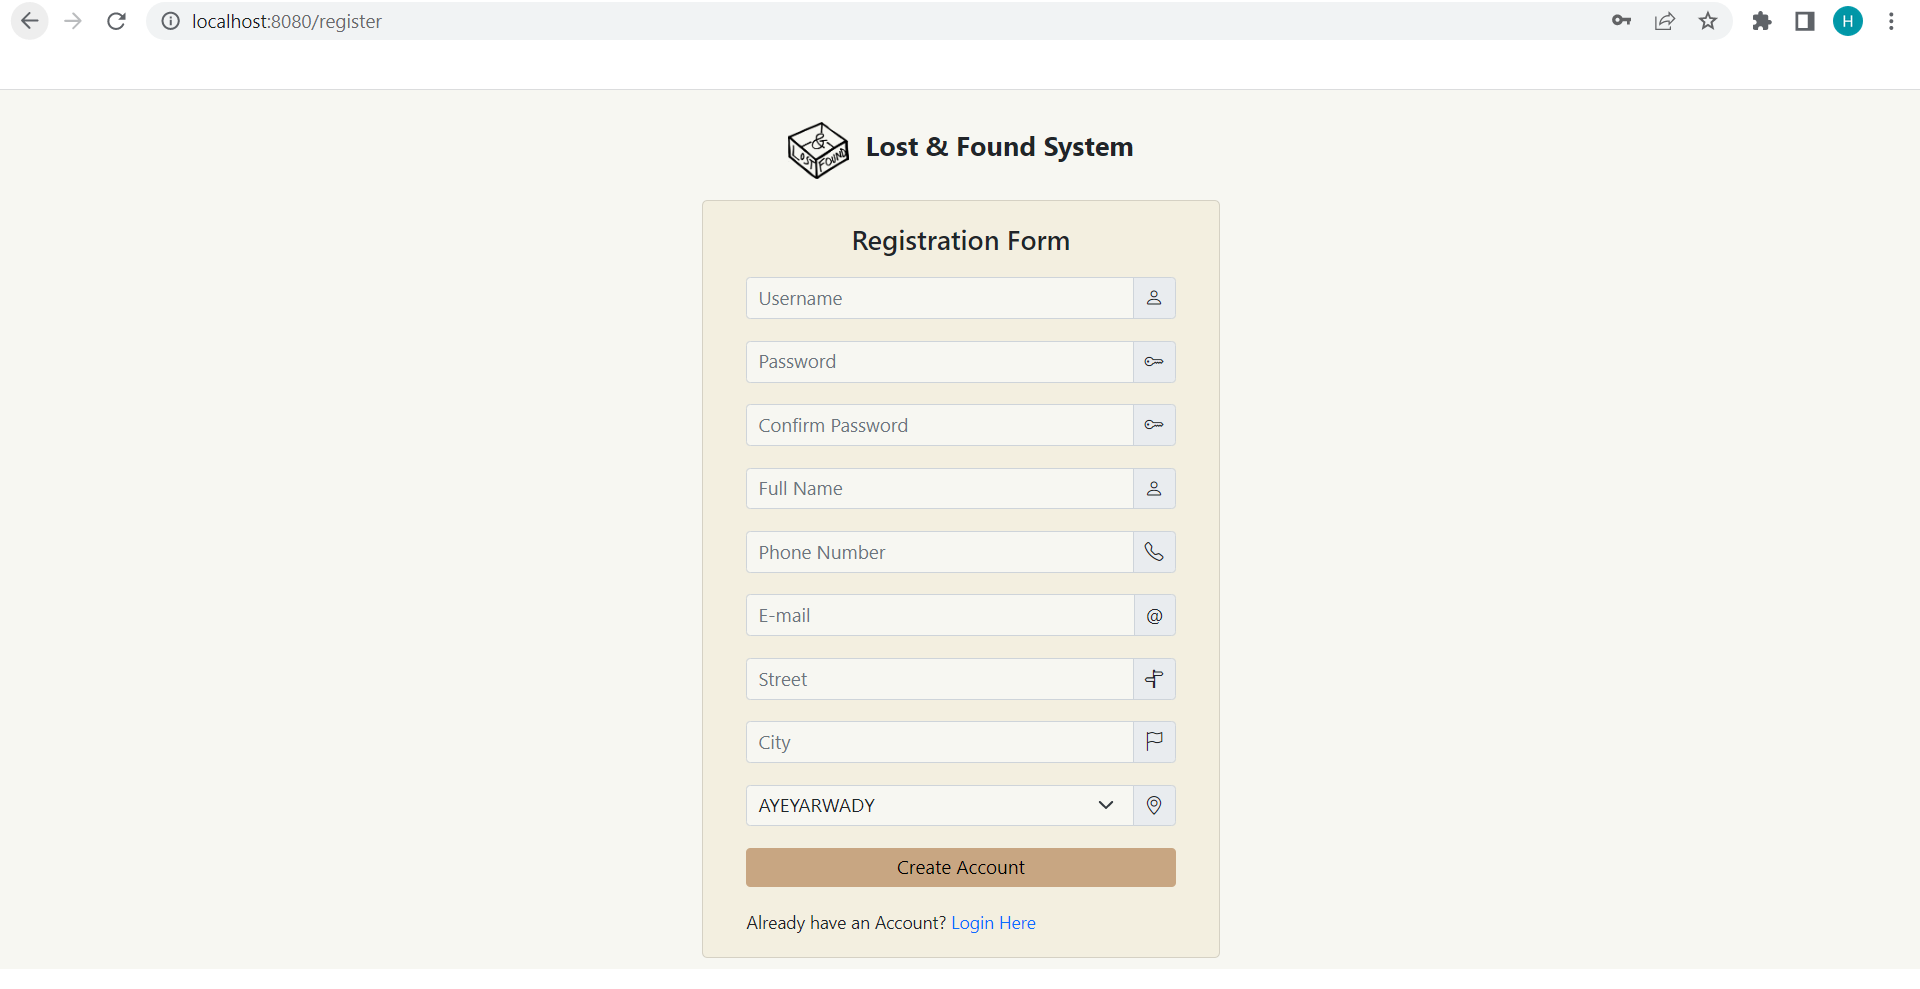 localhost:8080/register
H
& LOST FOUND
Lost & Found System
Registration Form
Username
Password
Confirm Password
Full Name
Phone Number
E-mail
@
Street
City
AYEYARWADY
Create Account
Already have an Account? Login Here